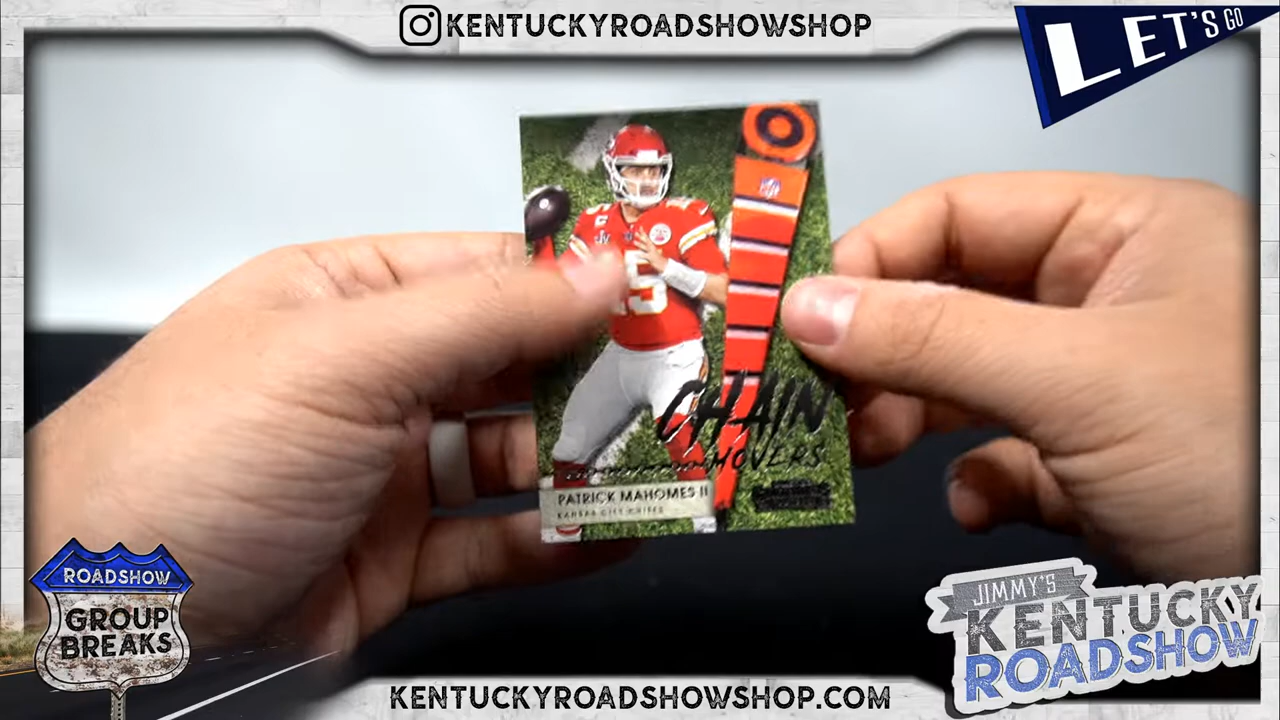 KENTUCKYROADSHOWSHOP
LET'S GO
15
CHAIN
MOVERS
PATRICK MAHOMES II
KANSAS CITY CHIEFS
ROADSHOW
GROUP
BREAKS
JIMMY'S
KENTUCKY
ROADSHOW
KENTUCKYROADSHOWSHOP.COM